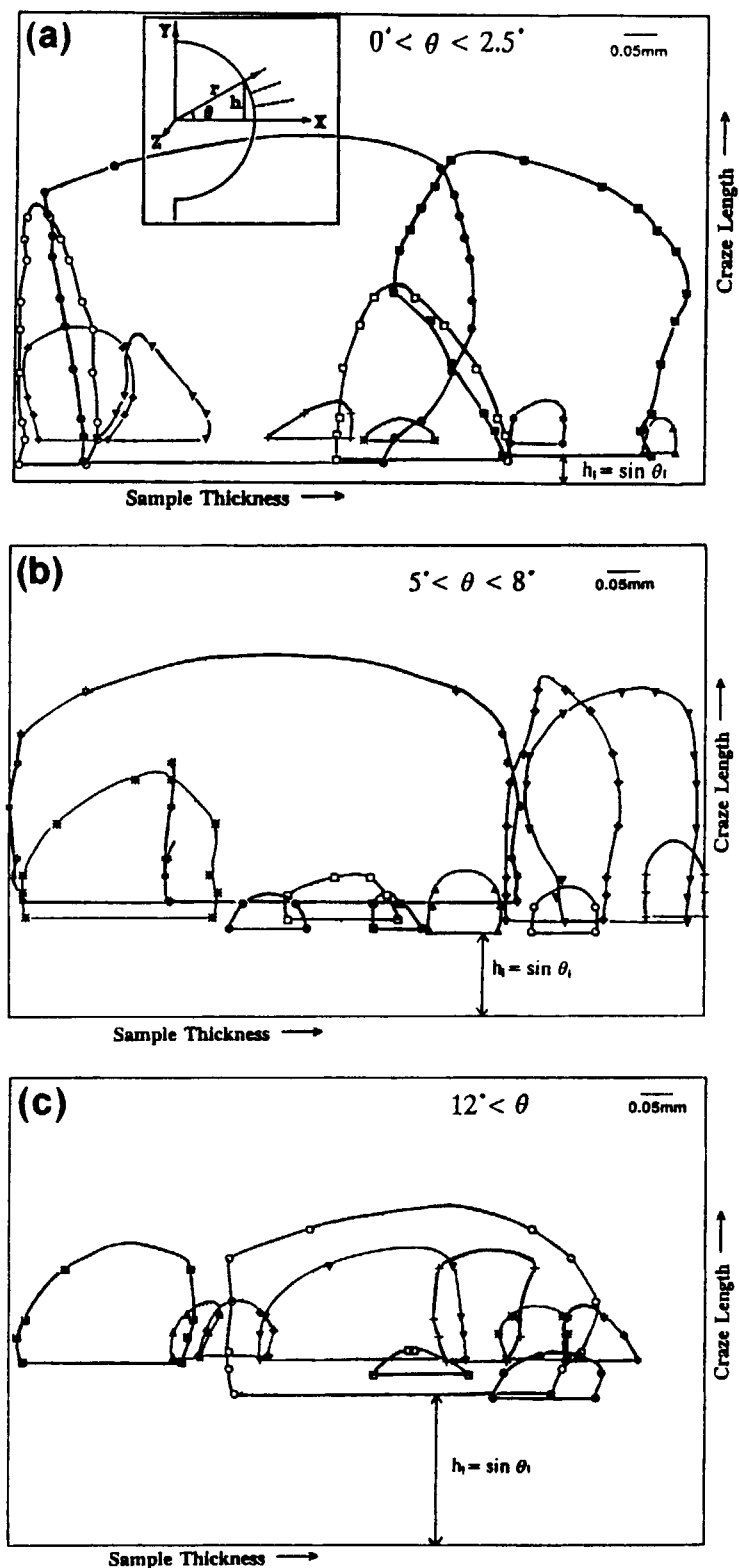 (a)
0° < θ < 2.5°
0.05mm
Y
r
h
θ
X
Z
Craze Length →
h₁ = sin θ₁
Sample Thickness →
(b)
5° < θ < 8°
0.05mm
Craze Length →
h₁ = sin θ₁
Sample Thickness →
(c)
12° < θ
0.05mm
Craze Length →
h₁ = sin θ₁
Sample Thickness →